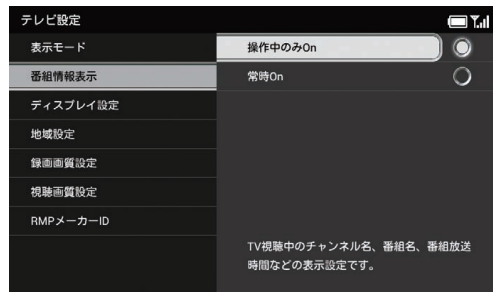 テレビ設定
表示モード
番組情報表示
ディスプレイ設定
地域設定
録画画質設定
視聴画質設定
RMPメーカーID
操作中のみOn
常時On
TV視聴中のチャンネル名、番組名、番組放送
時間などの表示設定です。